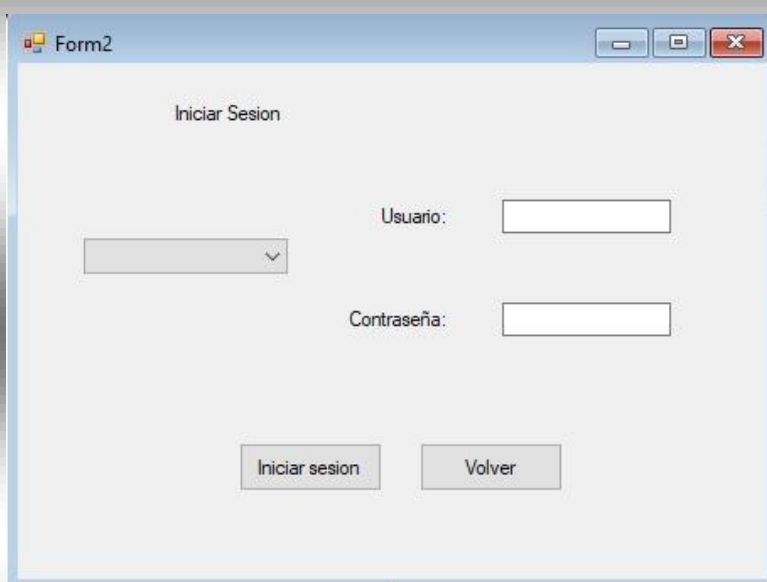 Form2
Iniciar Sesion
Usuario:
Contraseña:
Iniciar sesion
Volver